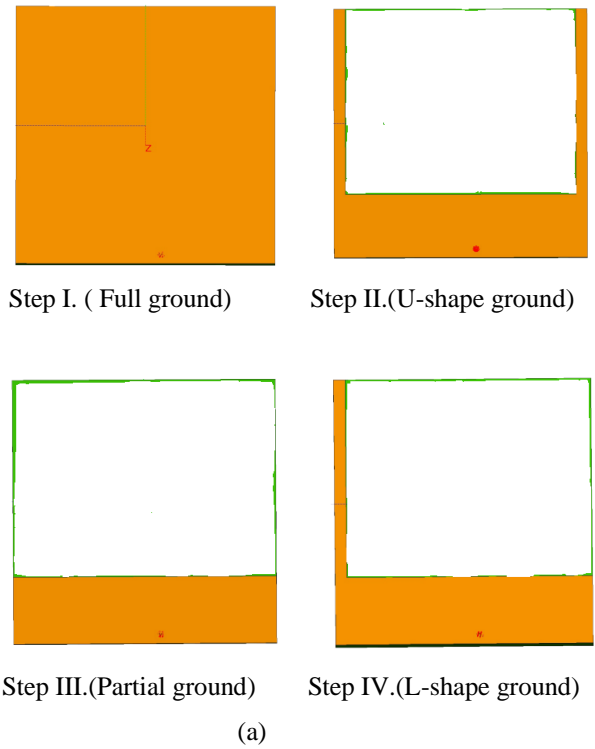 Z
Step I. ( Full ground)
Step II.(U-shape ground)
Step III.(Partial ground)
Step IV.(L-shape ground)
(a)